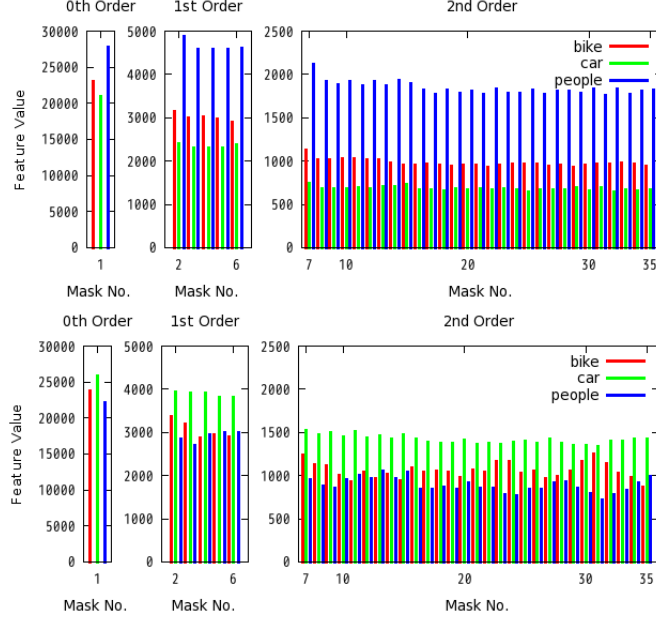 0th Order 1st Order 2nd Order
Feature Value
30000 25000 20000 15000 10000 5000 0
5000 4000 3000 2000 1000 0
2500 2000 1500 1000 500 0
bike
car
people
1 2 6 7 10 20 30 35
Mask No. Mask No. Mask No.
0th Order 1st Order 2nd Order
Feature Value
30000 25000 20000 15000 10000 5000 0
5000 4000 3000 2000 1000 0
2500 2000 1500 1000 500 0
bike
car
people
1 2 6 7 10 20 30 35
Mask No. Mask No. Mask No.